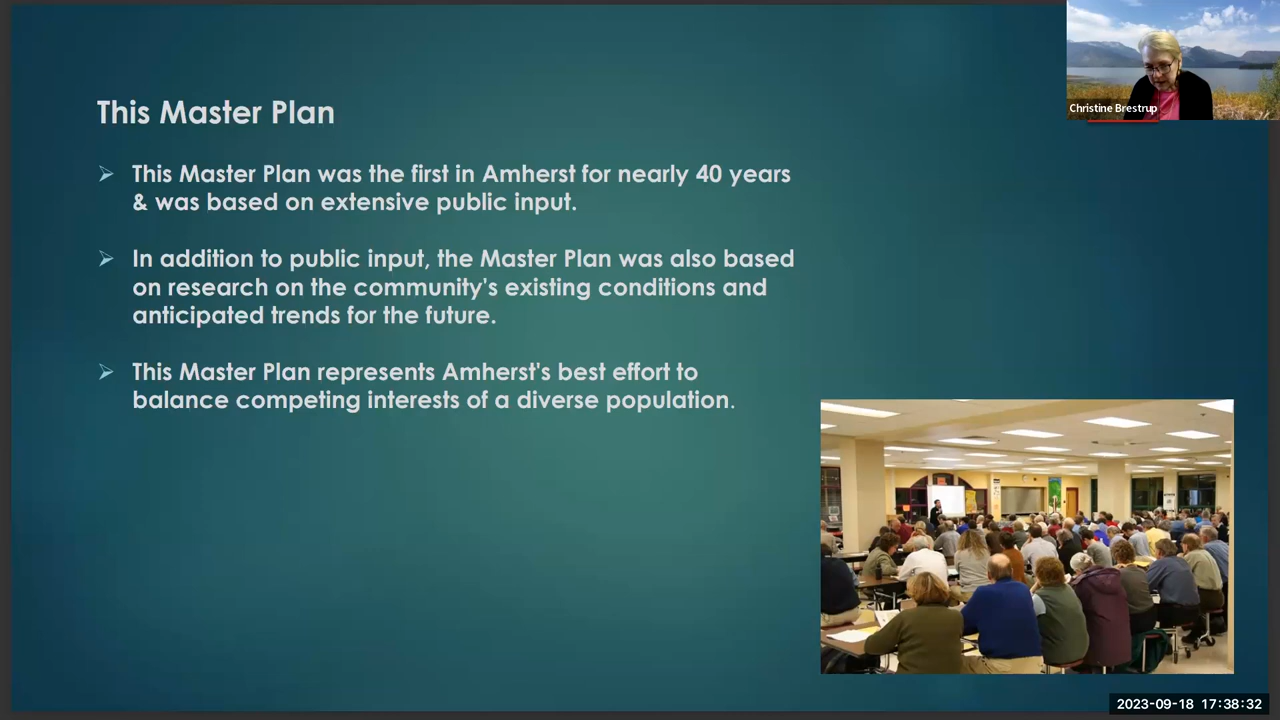 This Master Plan
➢ This Master Plan was the first in Amherst for nearly 40 years
& was based on extensive public input.
➢ In addition to public input, the Master Plan was also based
on research on the community's existing conditions and
anticipated trends for the future.
➢ This Master Plan represents Amherst's best effort to
balance competing interests of a diverse population.
Christine Brestrup
2023-09-18 17:38:32